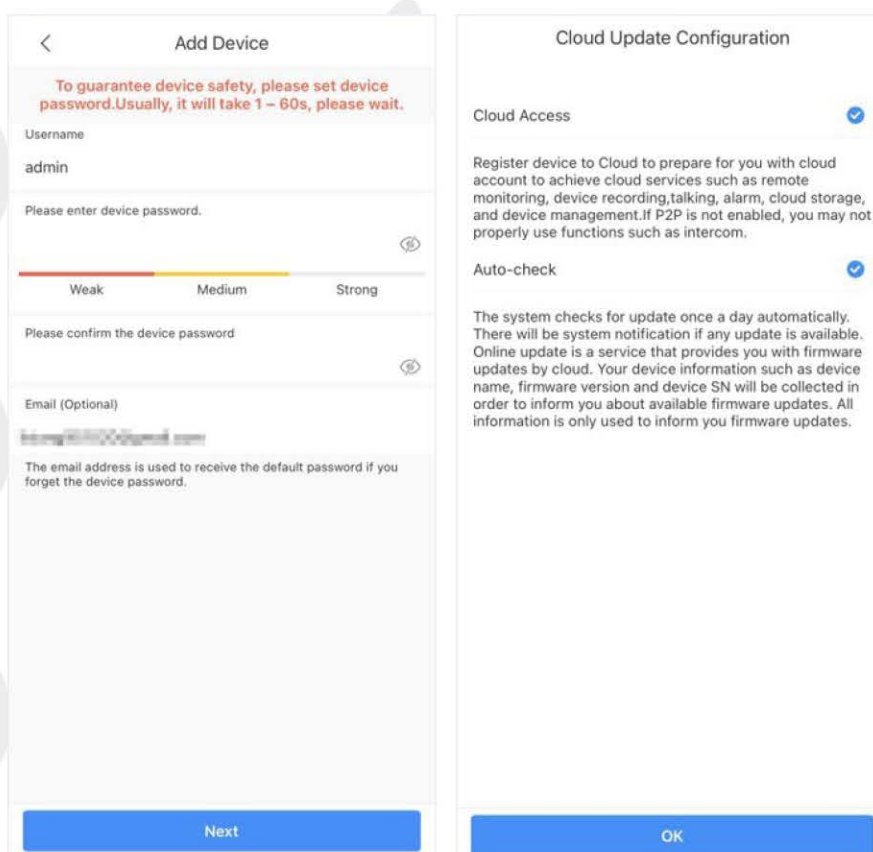 Add Device
To guarantee device safety, please set device
password.Usually, it will take 1 – 60s, please wait.
Username
admin
Please enter device password.
Weak Medium Strong
Please confirm the device password
Email (Optional)
The email address is used to receive the default password if you
forget the device password.
Next
Cloud Update Configuration
Cloud Access
Register device to Cloud to prepare for you with cloud
account to achieve cloud services such as remote
monitoring, device recording,talking, alarm, cloud storage,
and device management.If P2P is not enabled, you may not
properly use functions such as intercom.
Auto-check
The system checks for update once a day automatically.
There will be system notification if any update is available.
Online update is a service that provides you with firmware
updates by cloud. Your device information such as device
name, firmware version and device SN will be collected in
order to inform you about available firmware updates. All
information is only used to inform you firmware updates.
OK